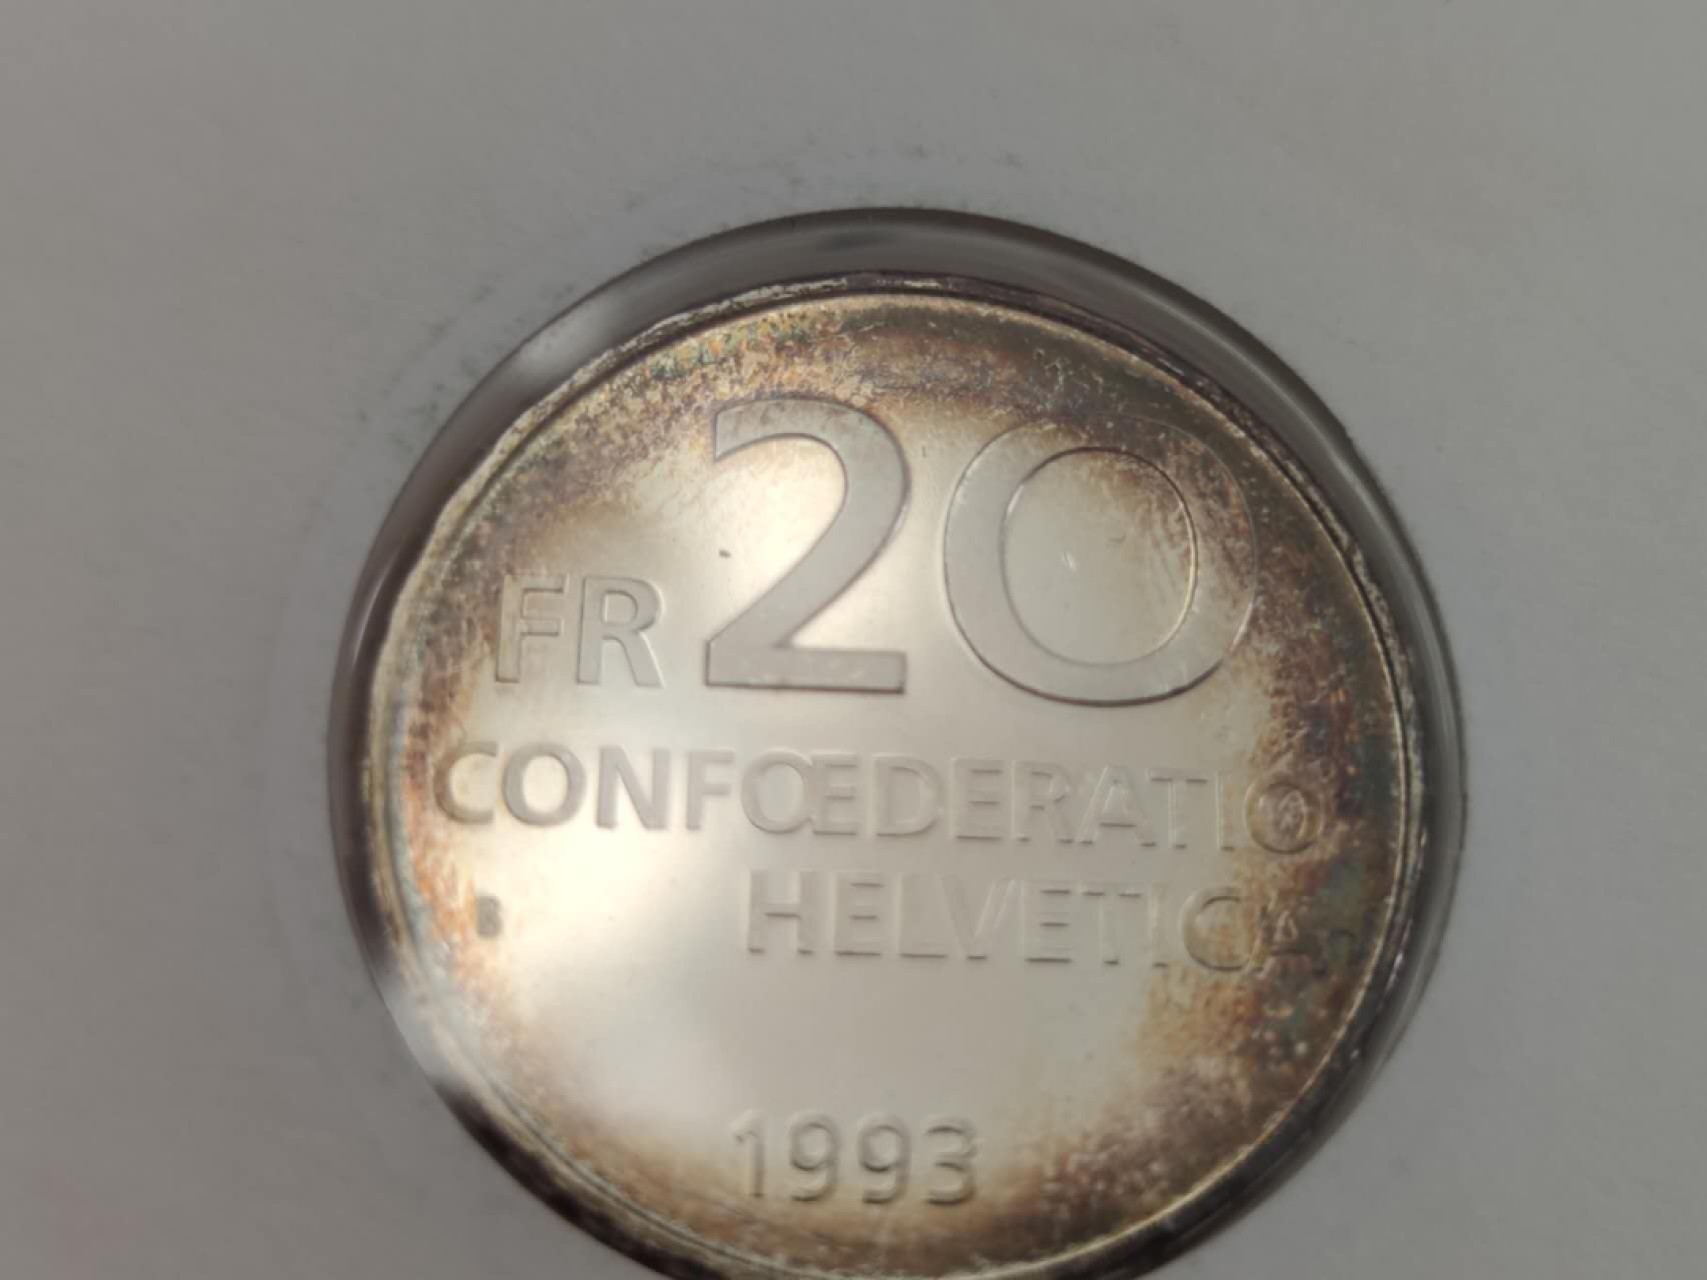 FR 20
CONFŒDERATIO
B HELVETICA
1993